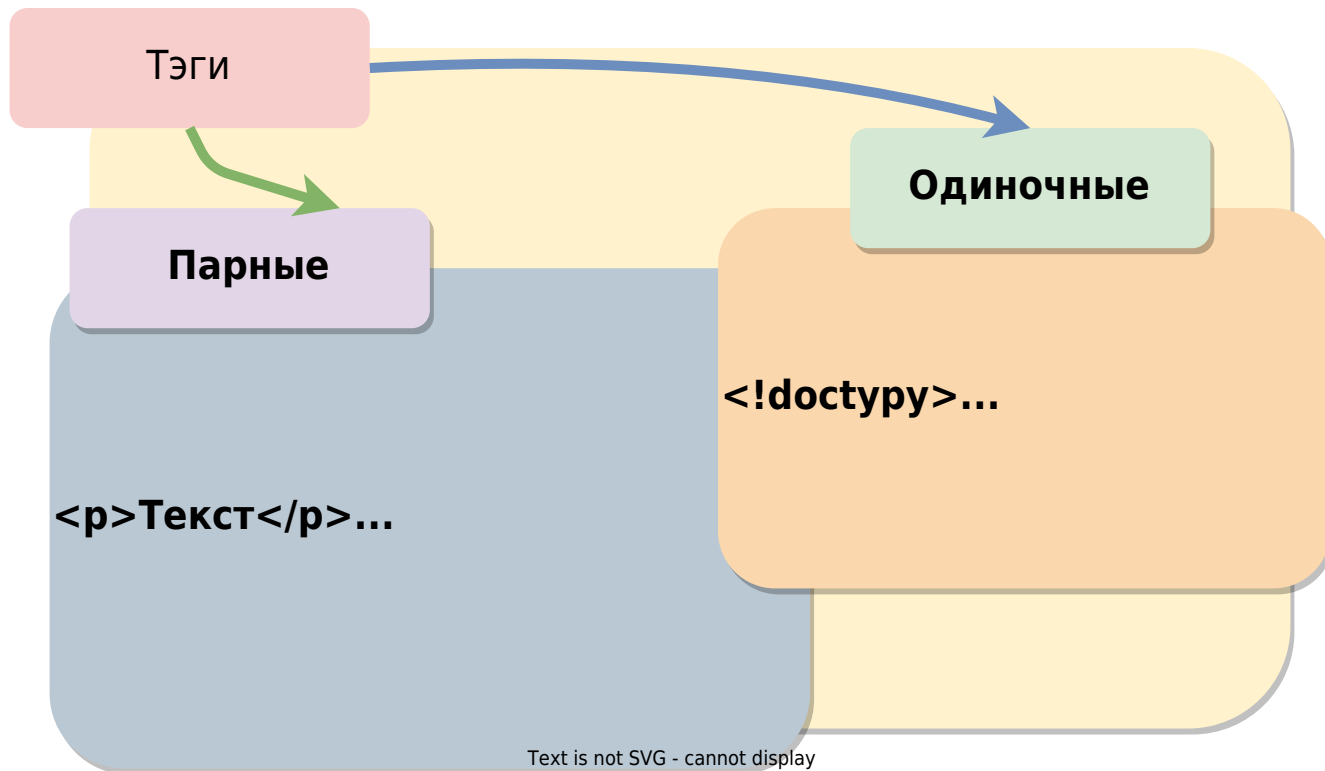 Тэги
Одиночные
Парные
<!doctypy>...
<p>Текст</p>...
Text is not SVG - cannot display